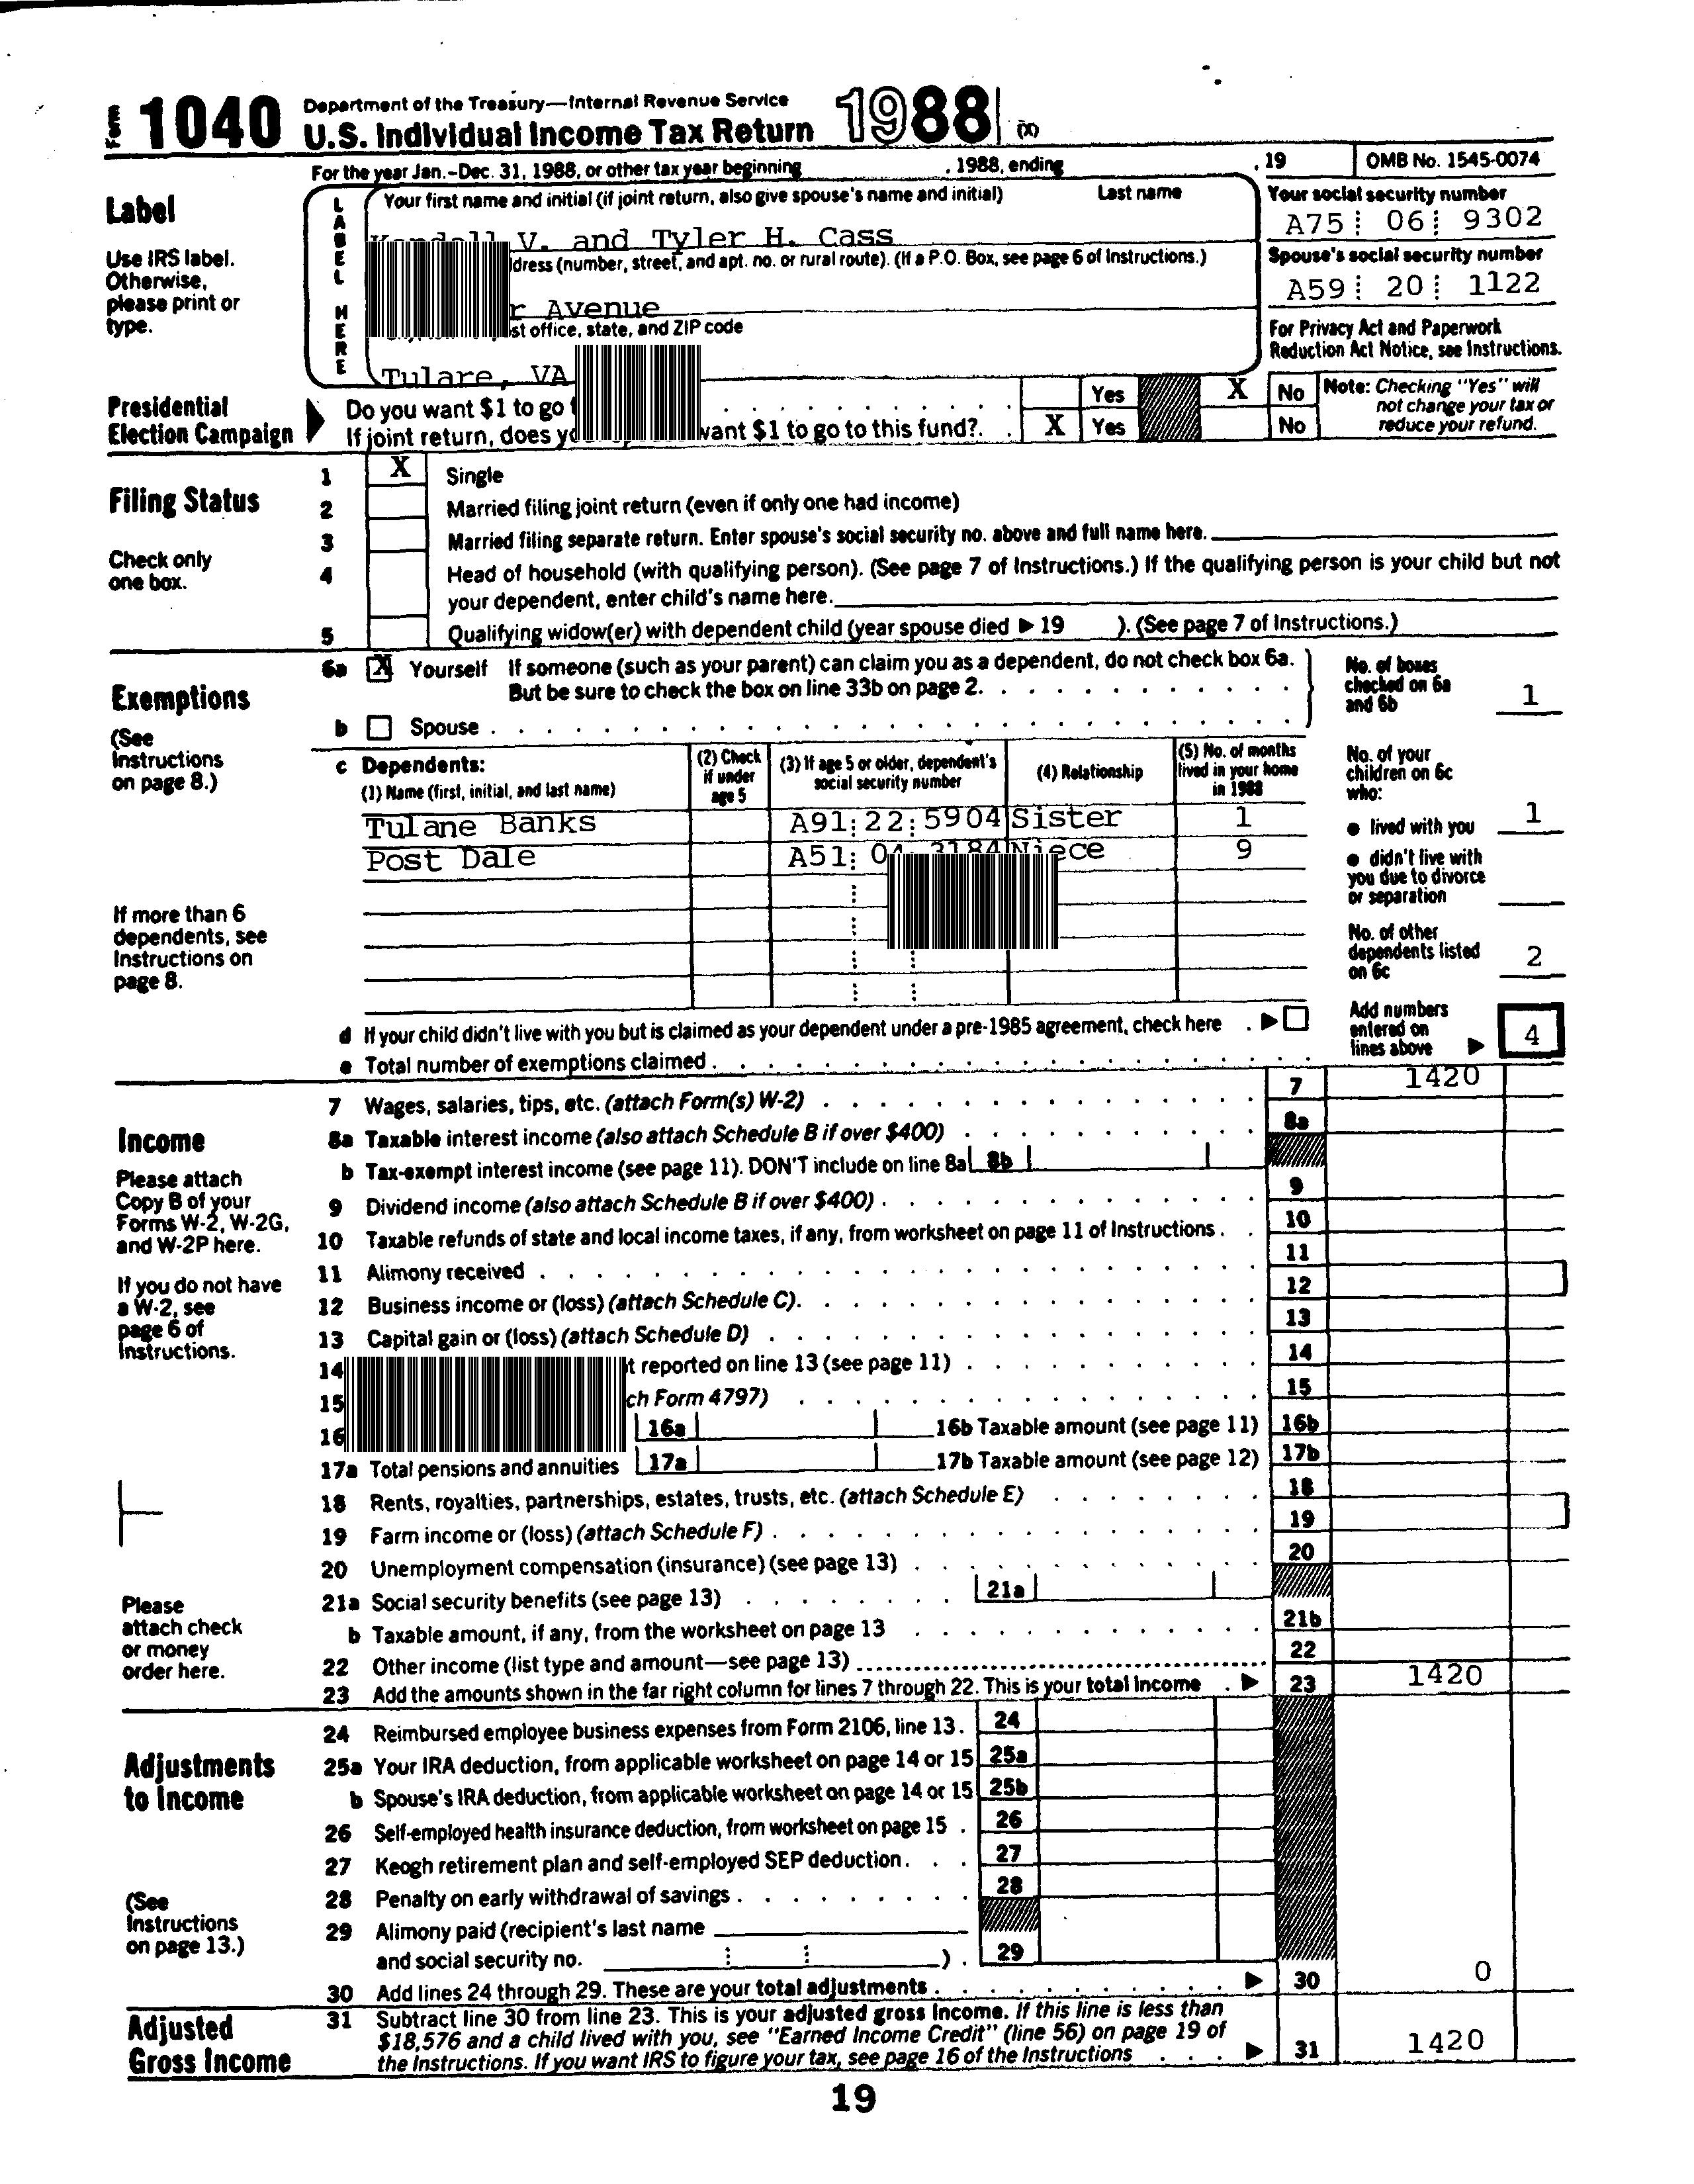 Form 1040 Department of the Treasury—Internal Revenue Service
U.S. Individual Income Tax Return 1988 (X)
For the year Jan.–Dec. 31, 1988, or other tax year beginning , 1988, ending , 19 OMB No. 1545-0074
Label
Use IRS label. Otherwise, please print or type.
LABEL HERE
Your first name and initial (if joint return, also give spouse's name and initial) Last name
V. and Tyler H. Cass
Your social security number
A75 06 9302
(number, street, and apt. no. or rural route). (If a P.O. Box, see page 6 of Instructions.)
Avenue
Spouse's social security number
A59 20 1122
office, state, and ZIP code
Tulare, VA
For Privacy Act and Paperwork Reduction Act Notice, see Instructions.
Presidential Election Campaign
Do you want $1 to go Yes X No
If joint return, does want $1 to go to this fund?. X Yes No
Note: Checking "Yes" will not change your tax or reduce your refund.
Filing Status
Check only one box.
1 X Single
2 Married filing joint return (even if only one had income)
3 Married filing separate return. Enter spouse's social security no. above and full name here.
4 Head of household (with qualifying person). (See page 7 of Instructions.) If the qualifying person is your child but not
your dependent, enter child's name here.
5 Qualifying widow(er) with dependent child (year spouse died ▶ 19 ). (See page 7 of Instructions.)
Exemptions
(See Instructions on page 8.)
6a X Yourself If someone (such as your parent) can claim you as a dependent, do not check box 6a.
But be sure to check the box on line 33b on page 2.
b Spouse
No. of boxes checked on 6a and 6b 1
c Dependents:
(1) Name (first, initial, and last name) (2) Check if under age 5 (3) If age 5 or older, dependent's social security number (4) Relationship (5) No. of months lived in your home in 1988
Tulane Banks A91 22 5904 Sister 1
Post Dale A51 04 3184 Niece 9
No. of your children on 6c who:
● lived with you 1
● didn't live with you due to divorce or separation
No. of other dependents listed on 6c 2
If more than 6 dependents, see Instructions on page 8.
d If your child didn't live with you but is claimed as your dependent under a pre-1985 agreement, check here ▶
e Total number of exemptions claimed
Add numbers entered on lines above ▶ 4
Income
Please attach Copy B of your Forms W-2, W-2G, and W-2P here.
If you do not have a W-2, see page 6 of Instructions.
Please attach check or money order here.
7 Wages, salaries, tips, etc. (attach Form(s) W-2) 7 1420
8a Taxable interest income (also attach Schedule B if over $400) 8a
b Tax-exempt interest income (see page 11). DON'T include on line 8a 8b
9 Dividend income (also attach Schedule B if over $400) 9
10 Taxable refunds of state and local income taxes, if any, from worksheet on page 11 of Instructions 10
11 Alimony received 11
12 Business income or (loss) (attach Schedule C) 12
13 Capital gain or (loss) (attach Schedule D) 13
14 reported on line 13 (see page 11) 14
15 Form 4797) 15
16 16a 16b Taxable amount (see page 11) 16b
17a Total pensions and annuities 17a 17b Taxable amount (see page 12) 17b
18 Rents, royalties, partnerships, estates, trusts, etc. (attach Schedule E) 18
19 Farm income or (loss) (attach Schedule F) 19
20 Unemployment compensation (insurance) (see page 13) 20
21a Social security benefits (see page 13) 21a
b Taxable amount, if any, from the worksheet on page 13 21b
22 Other income (list type and amount—see page 13) 22
23 Add the amounts shown in the far right column for lines 7 through 22. This is your total income ▶ 23 1420
Adjustments to Income
(See Instructions on page 13.)
24 Reimbursed employee business expenses from Form 2106, line 13. 24
25a Your IRA deduction, from applicable worksheet on page 14 or 15 25a
b Spouse's IRA deduction, from applicable worksheet on page 14 or 15 25b
26 Self-employed health insurance deduction, from worksheet on page 15 26
27 Keogh retirement plan and self-employed SEP deduction 27
28 Penalty on early withdrawal of savings 28
29 Alimony paid (recipient's last name
and social security no. ) 29
30 Add lines 24 through 29. These are your total adjustments ▶ 30 0
Adjusted Gross Income
31 Subtract line 30 from line 23. This is your adjusted gross income. If this line is less than
$18,576 and a child lived with you, see "Earned Income Credit" (line 56) on page 19 of
the Instructions. If you want IRS to figure your tax, see page 16 of the Instructions ▶ 31 1420
19